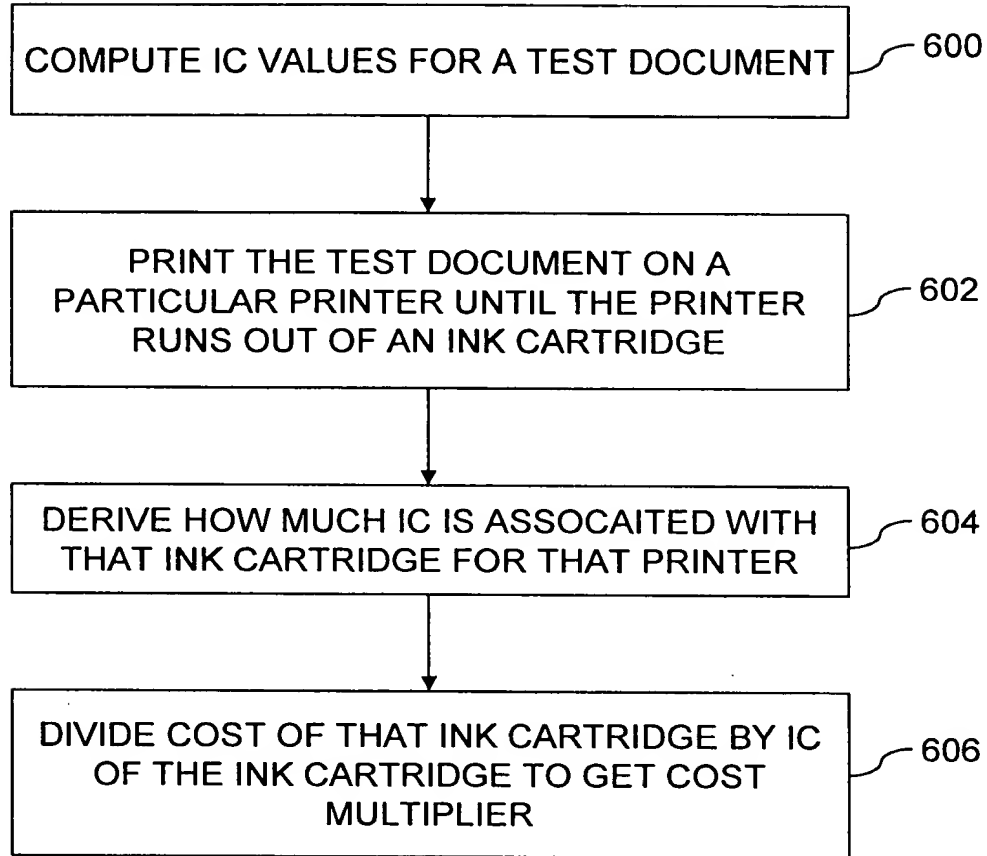 COMPUTE IC VALUES FOR A TEST DOCUMENT
600
PRINT THE TEST DOCUMENT ON A
PARTICULAR PRINTER UNTIL THE PRINTER
RUNS OUT OF AN INK CARTRIDGE
602
DERIVE HOW MUCH IC IS ASSOCAITED WITH
THAT INK CARTRIDGE FOR THAT PRINTER
604
DIVIDE COST OF THAT INK CARTRIDGE BY IC
OF THE INK CARTRIDGE TO GET COST
MULTIPLIER
606